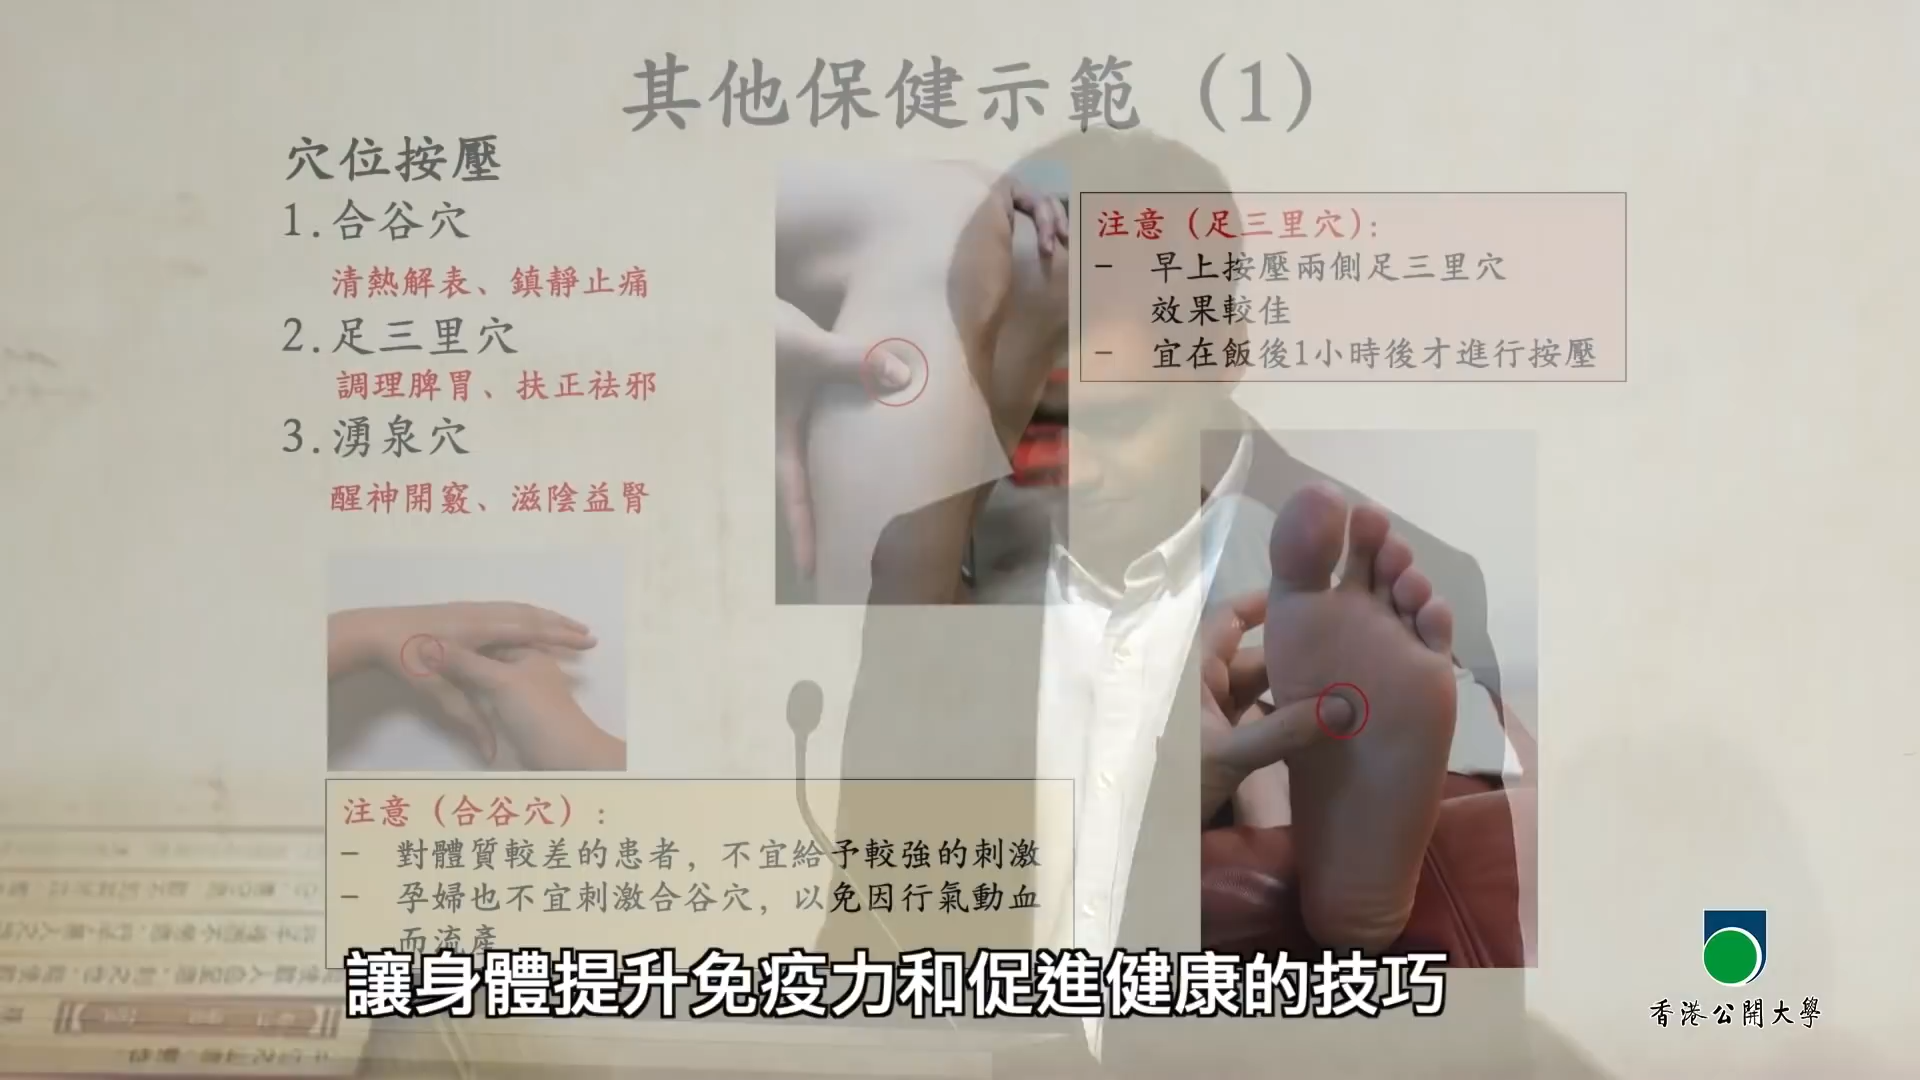 其他保健示範 (1)
穴位按壓
1.合谷穴
清熱解表、鎮靜止痛
2.足三里穴
調理脾胃、扶正祛邪
3.湧泉穴
醒神開竅、滋陰益腎
注意（足三里穴）：
- 早上按壓兩側足三里穴
效果較佳
- 宜在飯後1小時後才進行按壓
注意（合谷穴）：
- 對體質較差的患者，不宜給予較強的刺激
- 孕婦也不宜刺激合谷穴，以免因行氣動血
而流產
讓身體提升免疫力和促進健康的技巧
香港公開大學